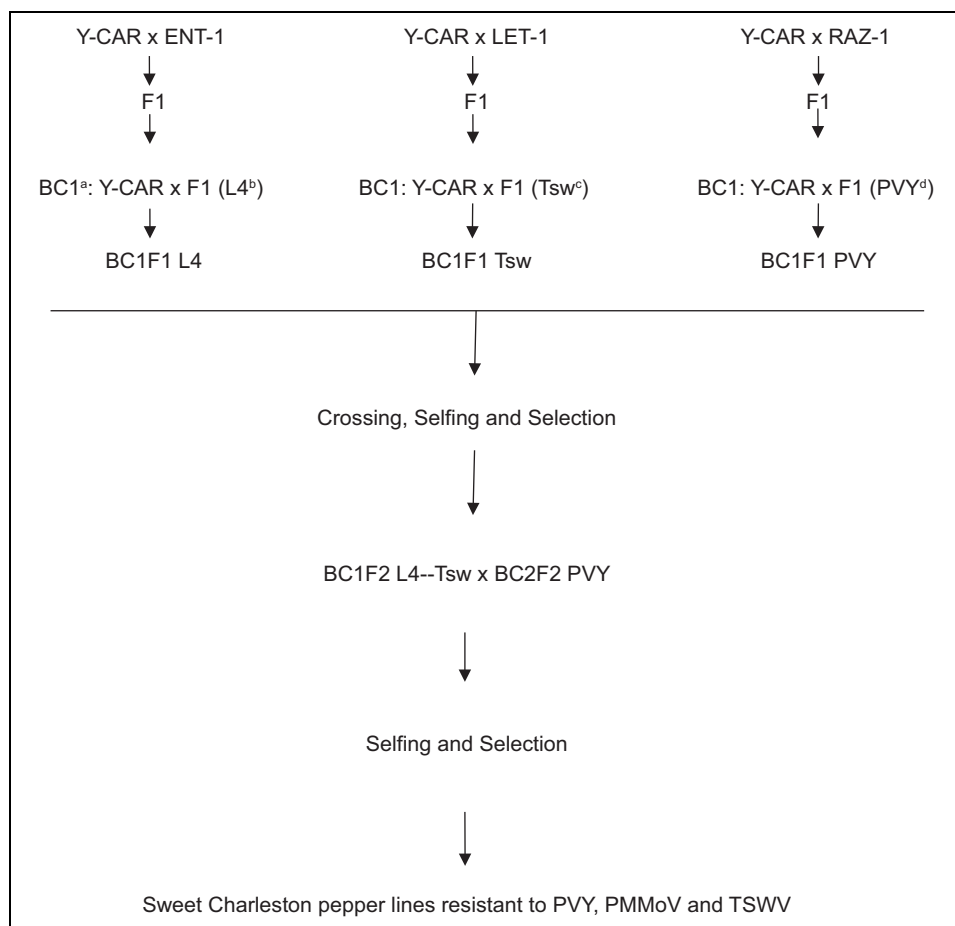 Y-CAR x ENT-1 Y-CAR x LET-1 Y-CAR x RAZ-1
F1 F1 F1
BC1ᵃ: Y-CAR x F1 (L4ᵇ) BC1: Y-CAR x F1 (Tswᶜ) BC1: Y-CAR x F1 (PVYᵈ)
BC1F1 L4 BC1F1 Tsw BC1F1 PVY
Crossing, Selfing and Selection
BC1F2 L4--Tsw x BC2F2 PVY
Selfing and Selection
Sweet Charleston pepper lines resistant to PVY, PMMoV and TSWV